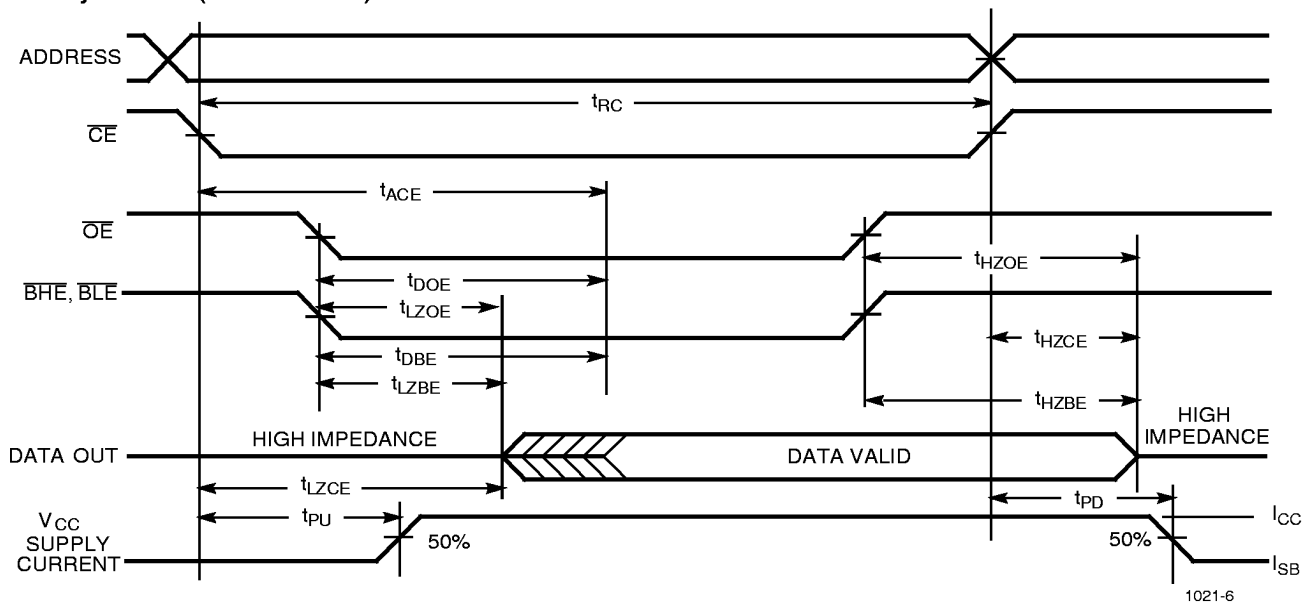 ADDRESS
tRC
CE
tACE
OE
tHZOE
tDOE
BHE, BLE
tLZOE
tHZCE
tDBE
tLZBE
tHZBE
HIGH IMPEDANCE
HIGH
IMPEDANCE
DATA OUT
DATA VALID
tLZCE
tPD
tPU
VCC
SUPPLY
CURRENT
50%
50%
ICC
ISB
1021-6